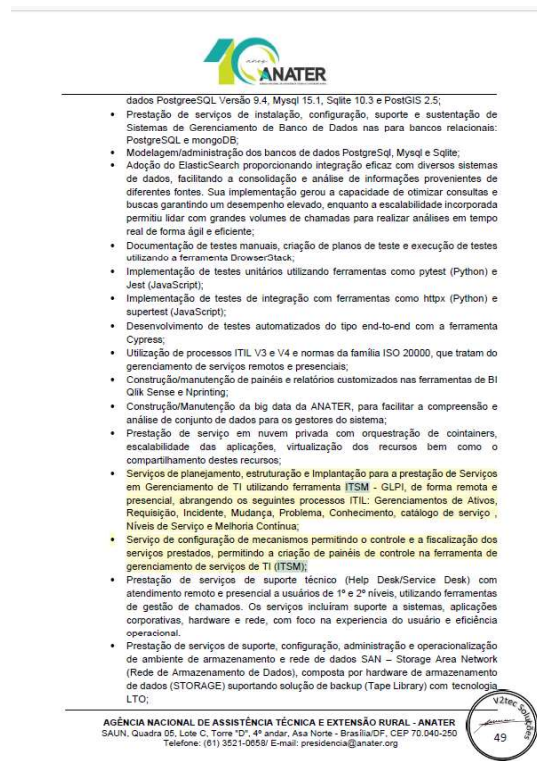 40
anos
ANATER
dados PostgreeSQL Versão 9.4, Mysql 15.1, Sqlite 10.3 e PostGIS 2.5;
• Prestação de serviços de instalação, configuração, suporte e sustentação de
Sistemas de Gerenciamento de Banco de Dados nas para bancos relacionais:
PostgreSQL e mongoDB;
• Modelagem/administração dos bancos de dados PostgreSql, Mysql e Sqlite;
• Adoção do ElasticSearch proporcionando integração eficaz com diversos sistemas
de dados, facilitando a consolidação e análise de informações provenientes de
diferentes fontes. Sua implementação gerou a capacidade de otimizar consultas e
buscas garantindo um desempenho elevado, enquanto a escalabilidade incorporada
permitiu lidar com grandes volumes de chamadas para realizar análises em tempo
real de forma ágil e eficiente;
• Documentação de testes manuais, criação de planos de teste e execução de testes
utilizando a ferramenta BrowserStack;
• Implementação de testes unitários utilizando ferramentas como pytest (Python) e
Jest (JavaScript);
• Implementação de testes de integração com ferramentas como httpx (Python) e
supertest (JavaScript);
• Desenvolvimento de testes automatizados do tipo end-to-end com a ferramenta
Cypress;
• Utilização de processos ITIL V3 e V4 e normas da família ISO 20000, que tratam do
gerenciamento de serviços remotos e presenciais;
• Construção/manutenção de painéis e relatórios customizados nas ferramentas de BI
Qlik Sense e Nprinting;
• Construção/Manutenção da big data da ANATER, para facilitar a compreensão e
análise de conjunto de dados para os gestores do sistema;
• Prestação de serviço em nuvem privada com orquestração de cointainers,
escalabilidade das aplicações, virtualização dos recursos bem como o
compartilhamento destes recursos;
• Serviços de planejamento, estruturação e Implantação para a prestação de Serviços
em Gerenciamento de TI utilizando ferramenta ITSM - GLPI, de forma remota e
presencial, abrangendo os seguintes processos ITIL: Gerenciamentos de Ativos,
Requisição, Incidente, Mudança, Problema, Conhecimento, catálogo de serviço ,
Níveis de Serviço e Melhoria Contínua;
• Serviço de configuração de mecanismos permitindo o controle e a fiscalização dos
serviços prestados, permitindo a criação de painéis de controle na ferramenta de
gerenciamento de serviços de TI (ITSM);
• Prestação de serviços de suporte técnico (Help Desk/Service Desk) com
atendimento remoto e presencial a usuários de 1º e 2º níveis, utilizando ferramentas
de gestão de chamados. Os serviços incluíram suporte a sistemas, aplicações
corporativas, hardware e rede, com foco na experiencia do usuário e eficiência
operacional.
• Prestação de serviços de suporte, configuração, administração e operacionalização
de ambiente de armazenamento e rede de dados SAN – Storage Area Network
(Rede de Armazenamento de Dados), composta por hardware de armazenamento
de dados (STORAGE) suportando solução de backup (Tape Library) com tecnologia
LTO;
AGÊNCIA NACIONAL DE ASSISTÊNCIA TÉCNICA E EXTENSÃO RURAL - ANATER
SAUN, Quadra 05, Lote C, Torre "D", 4º andar, Asa Norte - Brasília/DF, CEP 70.040-250
Telefone: (61) 3521-0658/ E-mail: presidencia@anater.org
V2tec Soluções
49